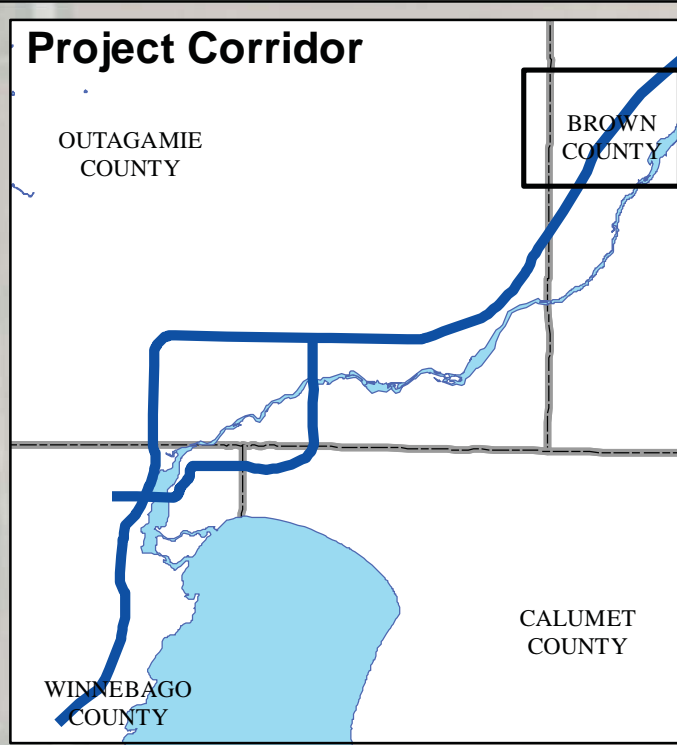 Project Corridor
OUTAGAMIE
COUNTY
BROWN
COUNTY
CALUMET
COUNTY
WINNEBAGO
COUNTY